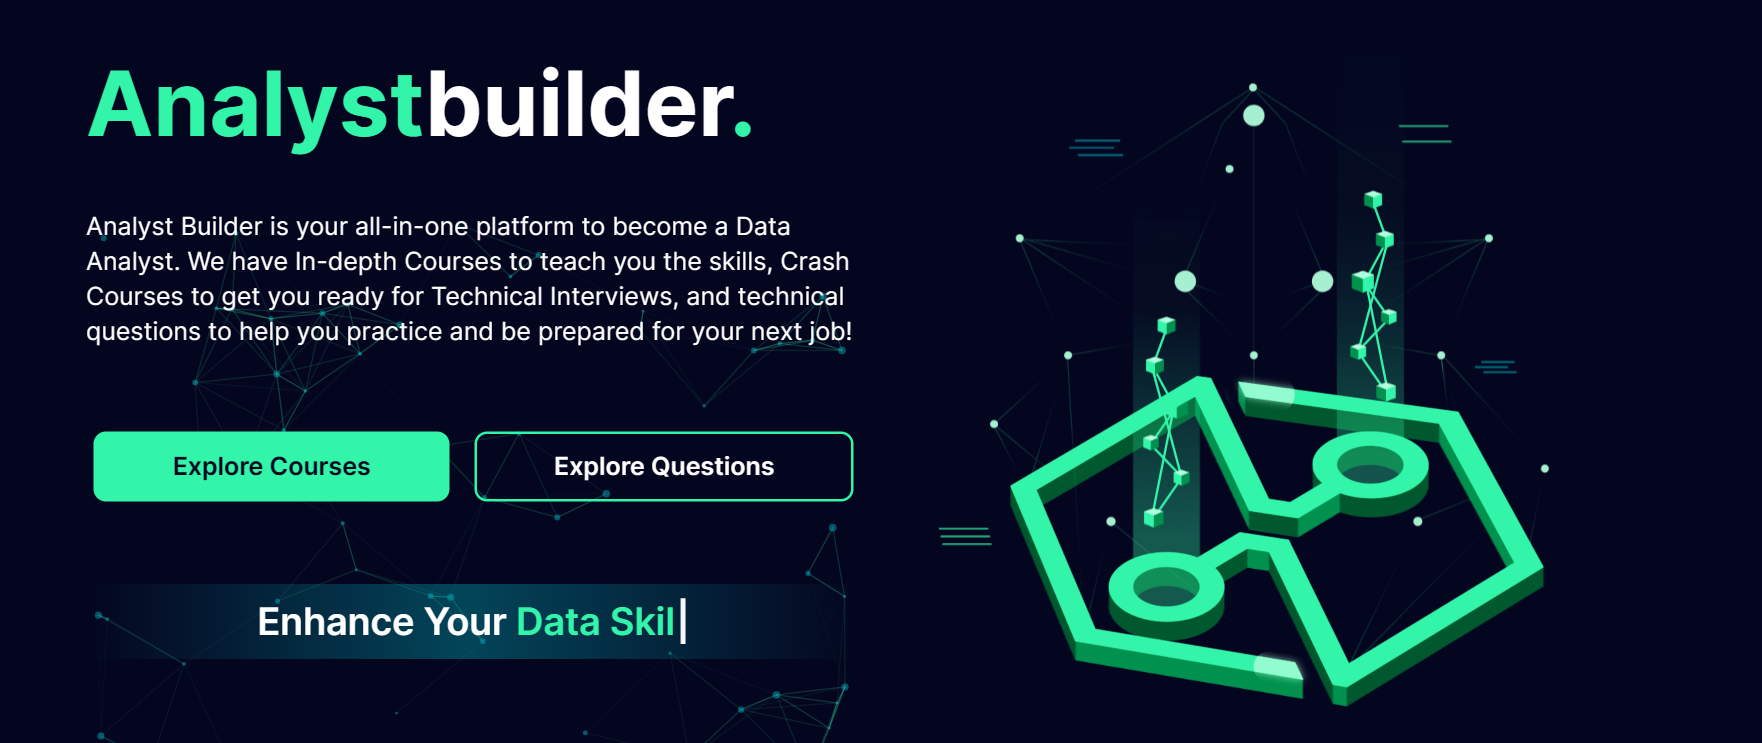 Analystbuilder.
Analyst Builder is your all-in-one platform to become a Data
Analyst. We have In-depth Courses to teach you the skills, Crash
Courses to get you ready for Technical Interviews, and technical
questions to help you practice and be prepared for your next job!
Explore Courses
Explore Questions
Enhance Your Data Skil